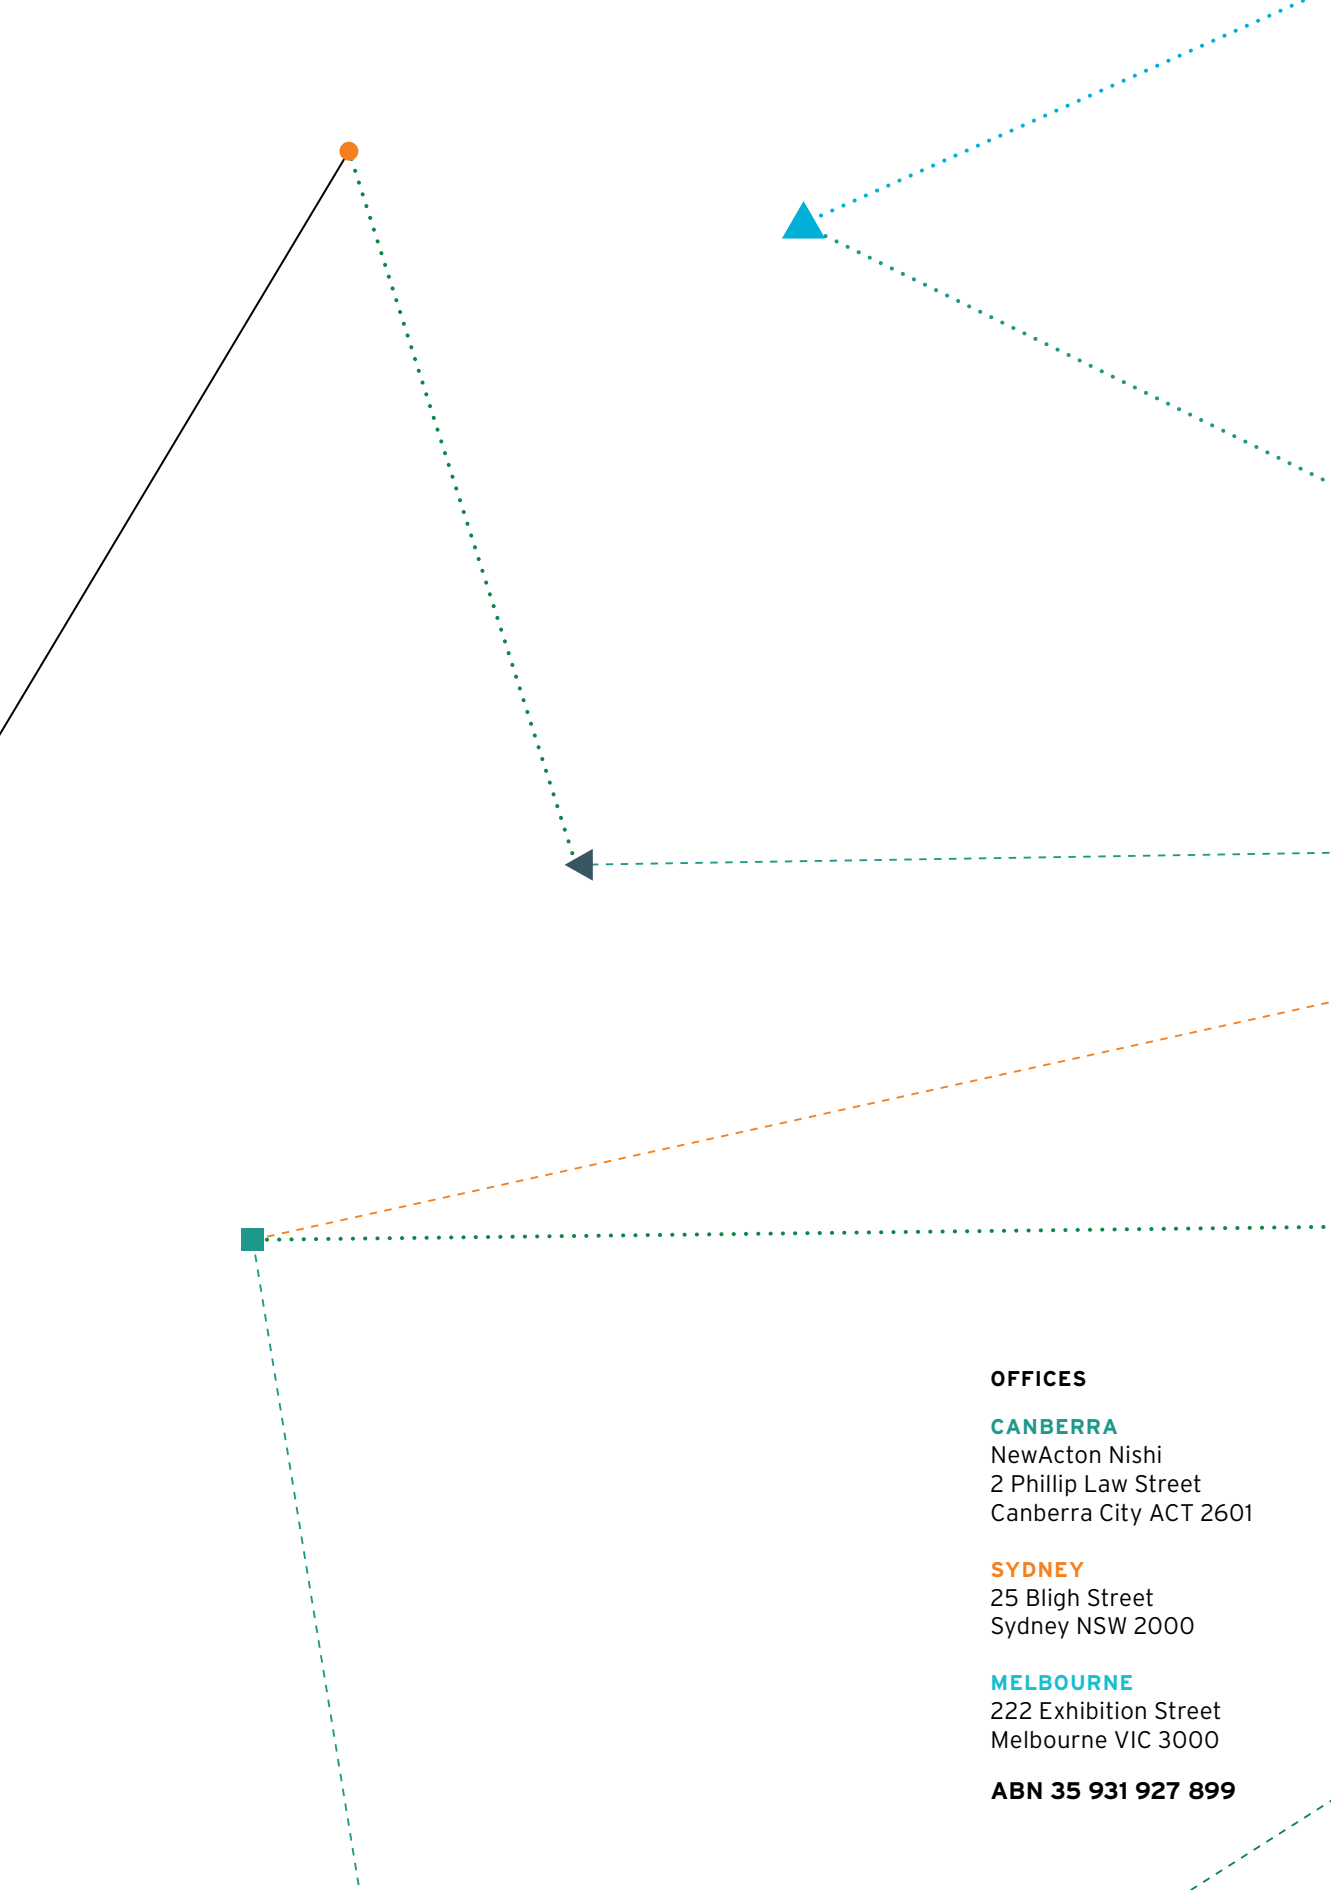 OFFICES
CANBERRA
NewActon Nishi
2 Phillip Law Street
Canberra City ACT 2601
SYDNEY
25 Bligh Street
Sydney NSW 2000
MELBOURNE
222 Exhibition Street
Melbourne VIC 3000
ABN 35 931 927 899